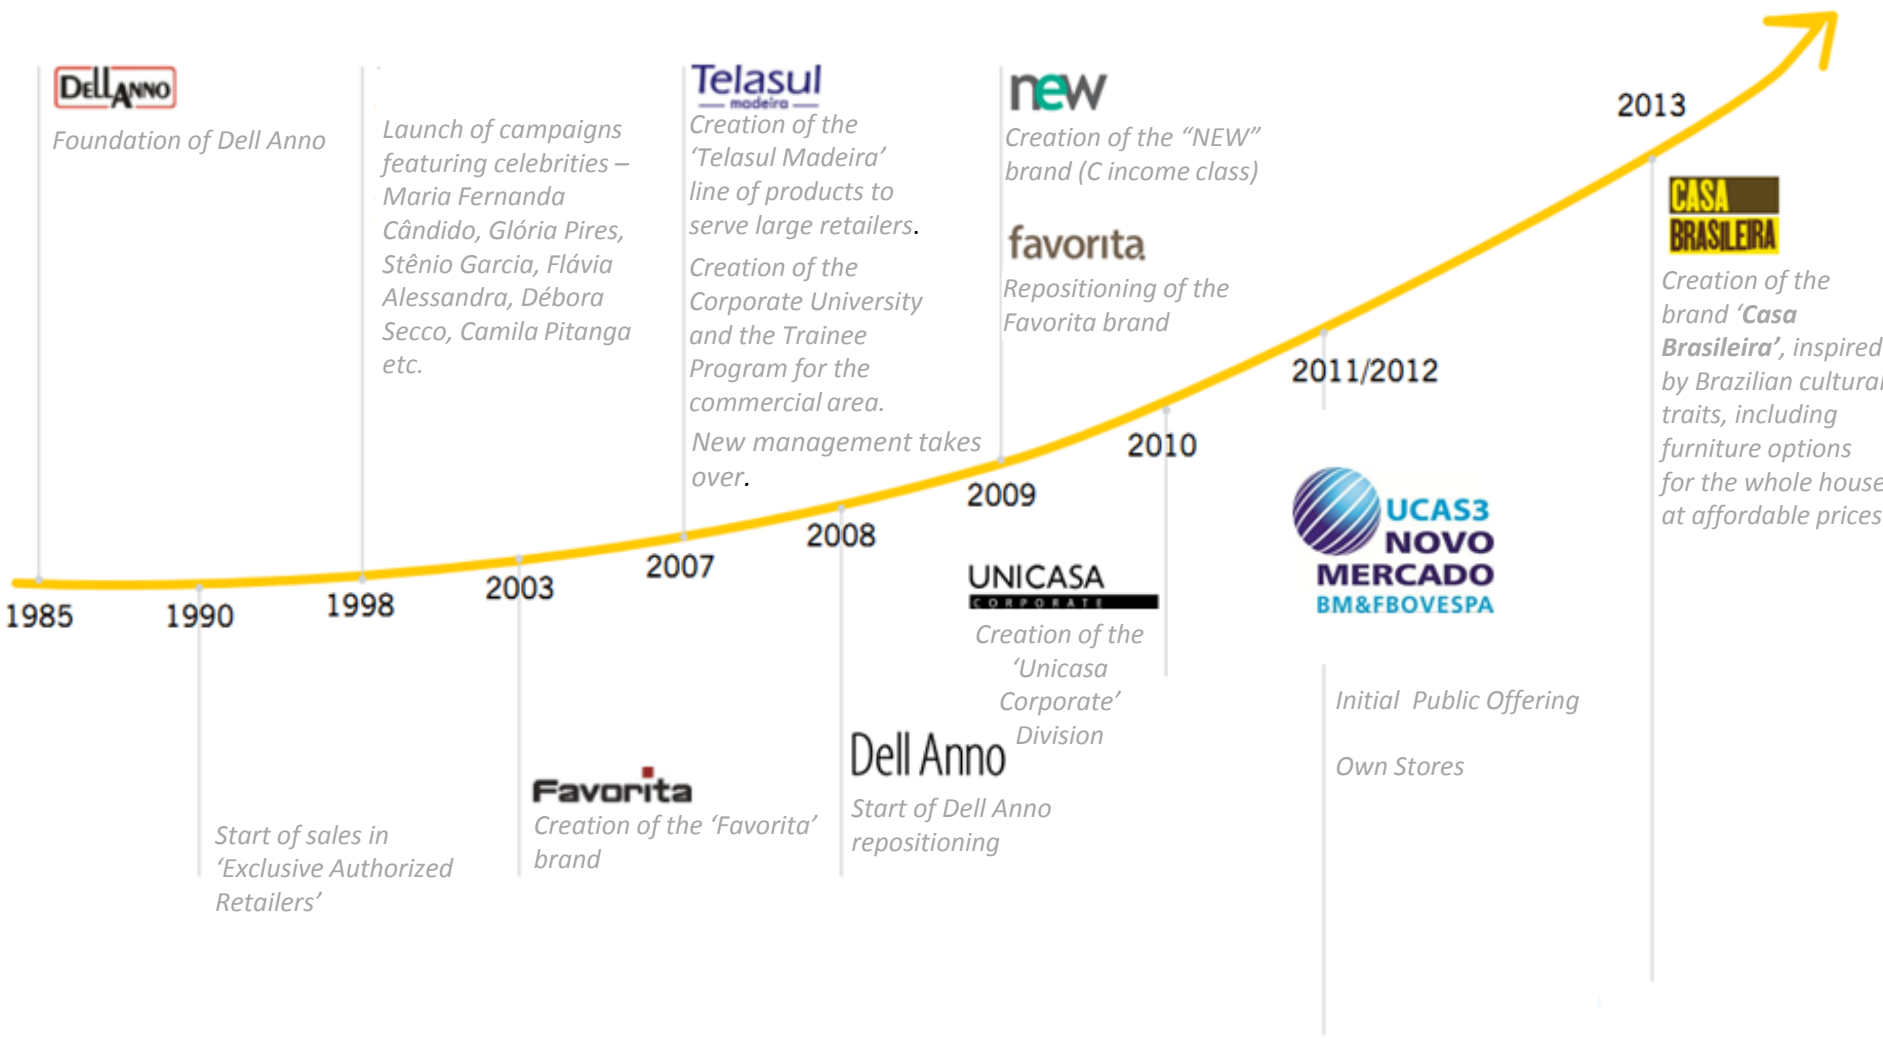 DELL ANNO
Foundation of Dell Anno
1985
1990
Start of sales in
‘Exclusive Authorized
Retailers’
Launch of campaigns
featuring celebrities –
Maria Fernanda
Cândido, Glória Pires,
Stênio Garcia, Flávia
Alessandra, Débora
Secco, Camila Pitanga
etc.
1998
2003
Favorita
Creation of the ‘Favorita’
brand
Telasul
madeira
Creation of the
‘Telasul Madeira’
line of products to
serve large retailers.
Creation of the
Corporate University
and the Trainee
Program for the
commercial area.
New management takes
over.
2007
2008
Dell Anno
Start of Dell Anno
repositioning
new
Creation of the “NEW”
brand (C income class)
favorita
Repositioning of the
Favorita brand
2009
2010
UNICASA
CORPORATE
Creation of the
‘Unicasa
Corporate’
Division
2011/2012
UCAS3
NOVO
MERCADO
BM&FBOVESPA
Initial Public Offering
Own Stores
2013
CASA
BRASILEIRA
Creation of the
brand ‘Casa
Brasileira’, inspired
by Brazilian cultural
traits, including
furniture options
for the whole house
at affordable prices